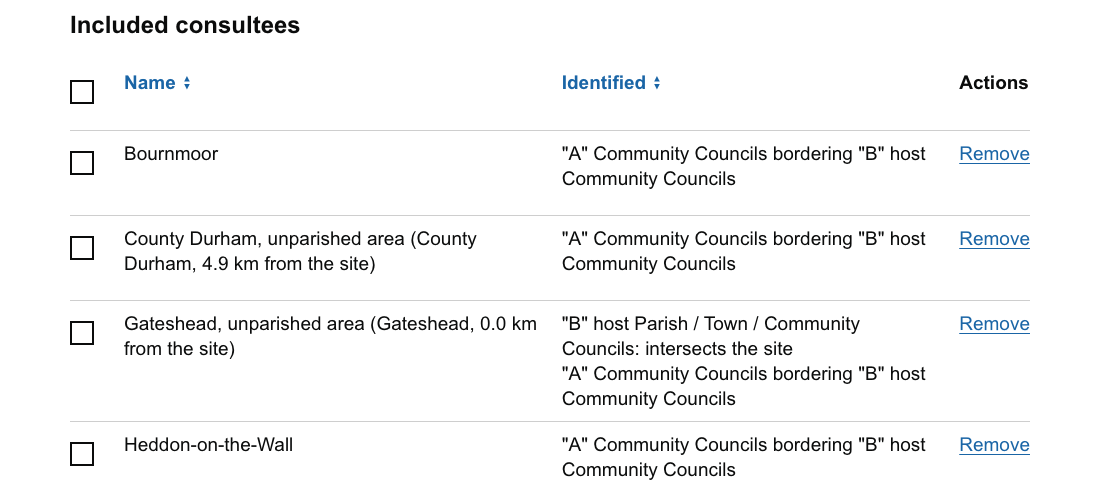 Included consultees
Name Identified Actions
Bournmoor "A" Community Councils bordering "B" host Remove
Community Councils
County Durham, unparished area (County "A" Community Councils bordering "B" host Remove
Durham, 4.9 km from the site) Community Councils
Gateshead, unparished area (Gateshead, 0.0 km "B" host Parish / Town / Community Remove
from the site) Councils: intersects the site
"A" Community Councils bordering "B" host
Community Councils
Heddon-on-the-Wall "A" Community Councils bordering "B" host Remove
Community Councils